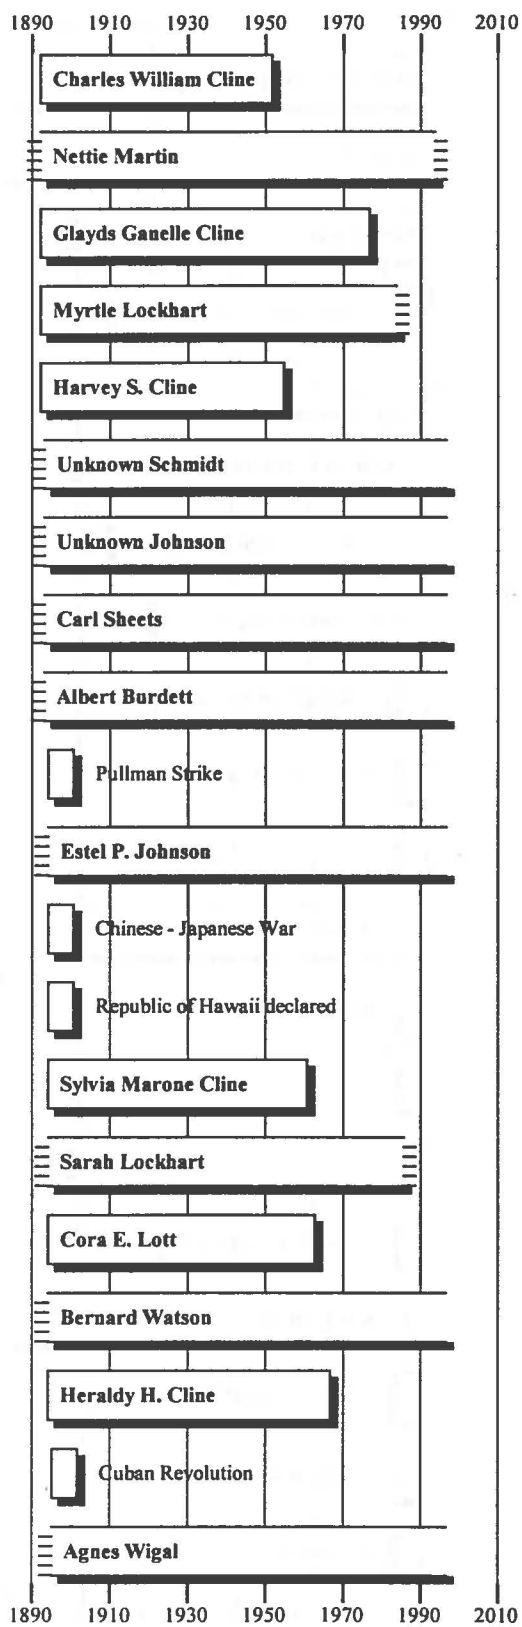 1890 1910 1930 1950 1970 1990 2010
Charles William Cline
Nettie Martin
Glayds Ganelle Cline
Myrtle Lockhart
Harvey S. Cline
Unknown Schmidt
Unknown Johnson
Carl Sheets
Albert Burdett
Pullman Strike
Estel P. Johnson
Chinese - Japanese War
Republic of Hawaii declared
Sylvia Marone Cline
Sarah Lockhart
Cora E. Lott
Bernard Watson
Heraldy H. Cline
Cuban Revolution
Agnes Wigal
1890 1910 1930 1950 1970 1990 2010